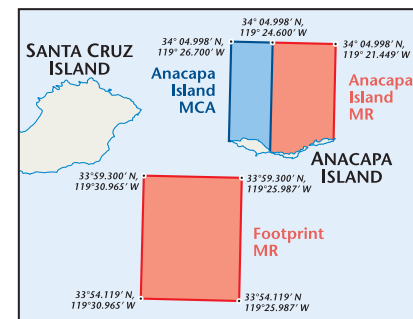 34° 04.998’ N,
119° 26.700’ W
34° 04.998’ N,
119° 24.600’ W
34° 04.998’ N,
119° 21.449’ W
SANTA CRUZ
ISLAND
Anacapa
Island
MCA
Anacapa
Island
MR
ANACAPA
ISLAND
33°59.300’ N,
119°30.965’ W
33°59.300’ N,
119°25.987’ W
Footprint
MR
33°54.119’ N,
119°30.965’ W
33°54.119’ N
119°25.987’ W